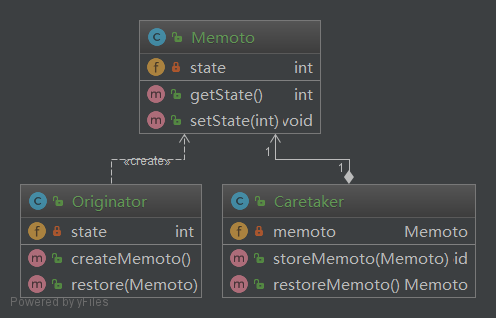 C Memoto
f state int
m getState() int
m setState(int) void
«create»
1
1
C Originator
f state int
m createMemoto()
m restore(Memoto)
C Caretaker
f memoto Memoto
m storeMemoto(Memoto) id
m restoreMemoto() Memoto
Powered by yFiles